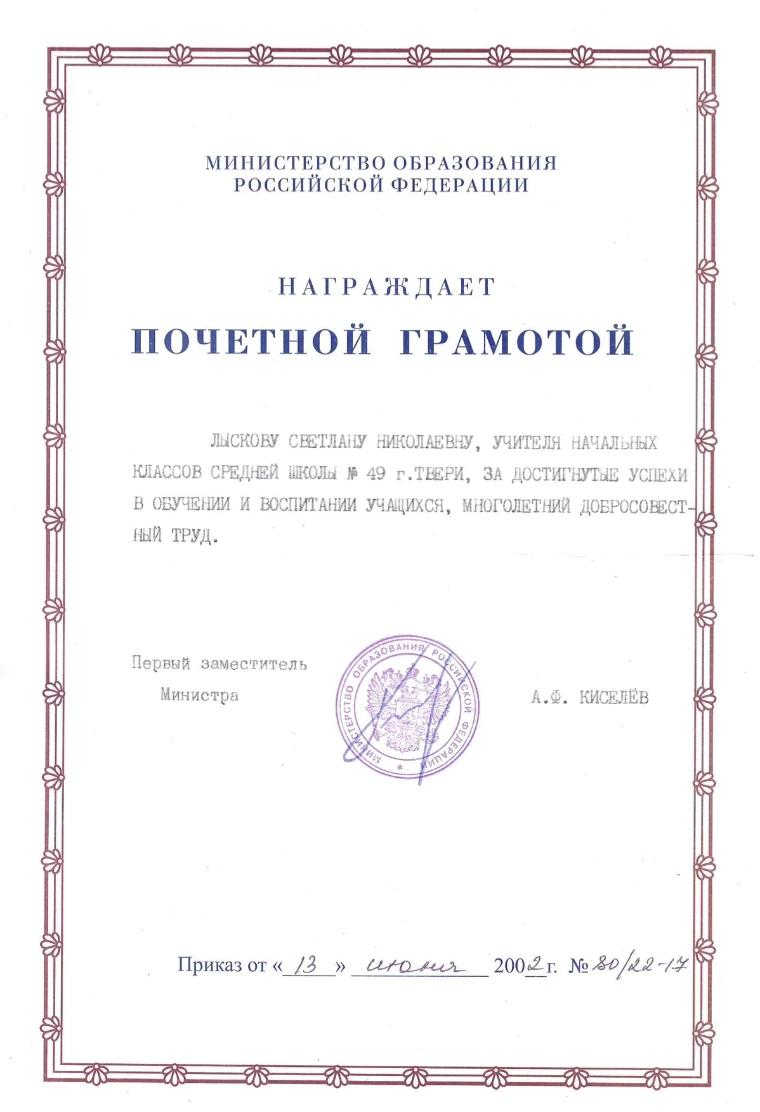 МИНИСТЕРСТВО ОБРАЗОВАНИЯ
РОССИЙСКОЙ ФЕДЕРАЦИИ
НАГРАЖДАЕТ
ПОЧЕТНОЙ ГРАМОТОЙ
ЛЫСКОВУ СВЕТЛАНУ НИКОЛАЕВНУ, УЧИТЕЛЯ НАЧАЛЬНЫХ
КЛАССОВ СРЕДНЕЙ ШКОЛЫ № 49 г.ТВЕРИ, ЗА ДОСТИГНУТЫЕ УСПЕХИ
В ОБУЧЕНИИ И ВОСПИТАНИИ УЧАЩИХСЯ, МНОГОЛЕТНИЙ ДОБРОСОВЕСТ-
НЫЙ ТРУД.
Первый заместитель
Министра
А.Ф. КИСЕЛЁВ
МИНИСТЕРСТВО ОБРАЗОВАНИЯ РОССИЙСКОЙ ФЕДЕРАЦИИ *
Приказ от «13» июня 2002 г. № 80/22-17